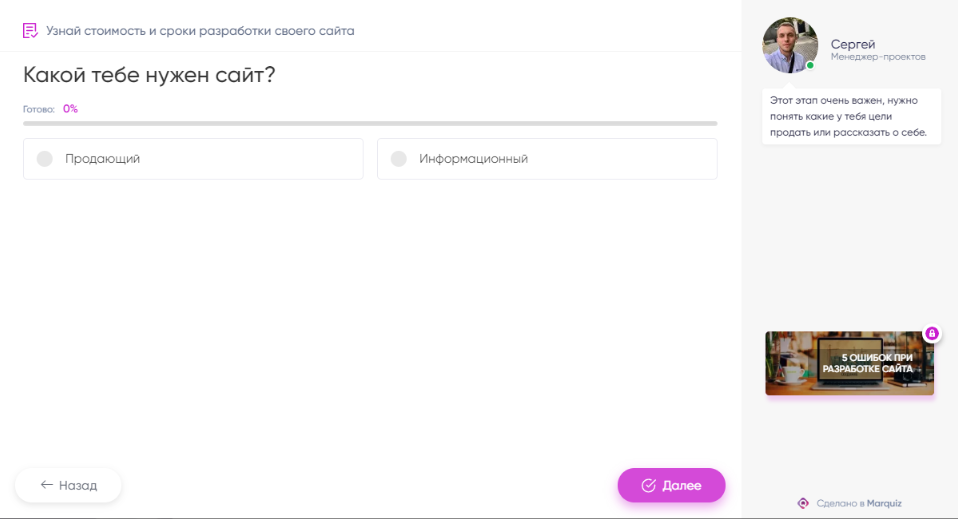 Узнай стоимость и сроки разработки своего сайта
Какой тебе нужен сайт?
Готово: 0%
Продающий
Информационный
Назад
Далее
Сергей
Менеджер-проектов
Этот этап очень важен, нужно
понять какие у тебя цели
продать или рассказать о себе.
5 ОШИБОК ПРИ
РАЗРАБОТКЕ САЙТА
Сделано в Marquiz